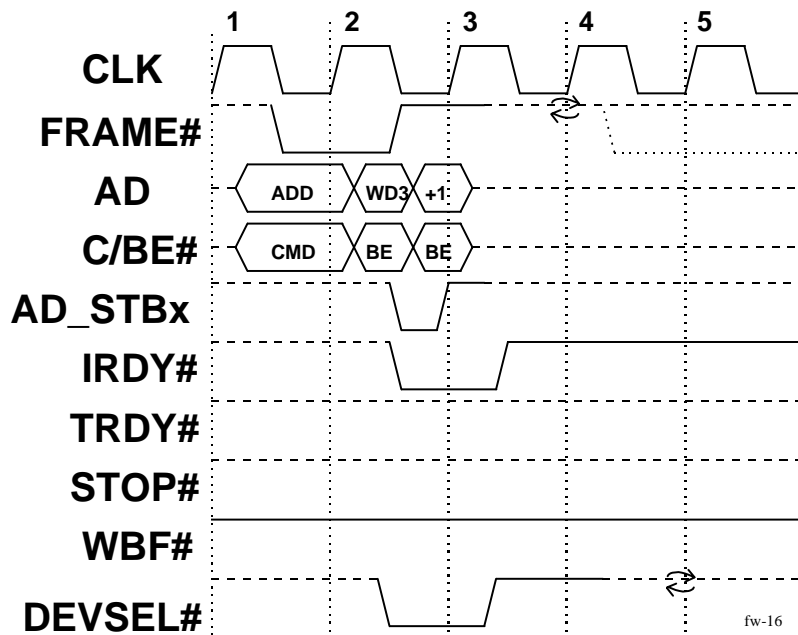 1 2 3 4 5
CLK
FRAME#
AD ADD WD3 +1
C/BE# CMD BE BE
AD_STBx
IRDY#
TRDY#
STOP#
WBF#
DEVSEL#
fw-16